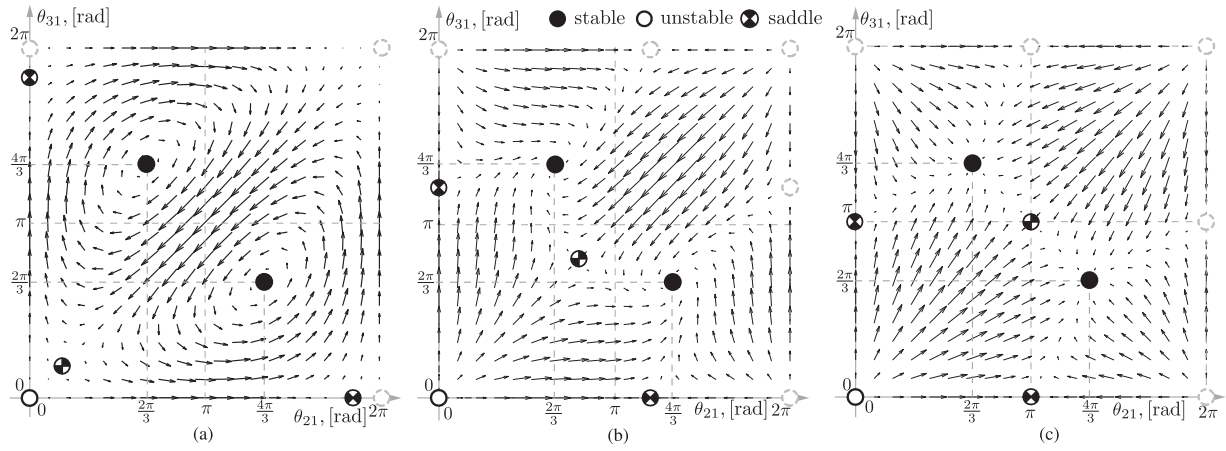 θ₃₁, [rad]
2π
4π/3
π
2π/3
0
0
2π/3
π
4π/3
θ₂₁, [rad]
2π
(a)
stable
unstable
saddle
θ₃₁, [rad]
2π
4π/3
π
2π/3
0
0
2π/3
π
4π/3
θ₂₁, [rad]
2π
(b)
θ₃₁, [rad]
2π
4π/3
π
2π/3
0
0
2π/3
π
4π/3
θ₂₁, [rad]
2π
(c)